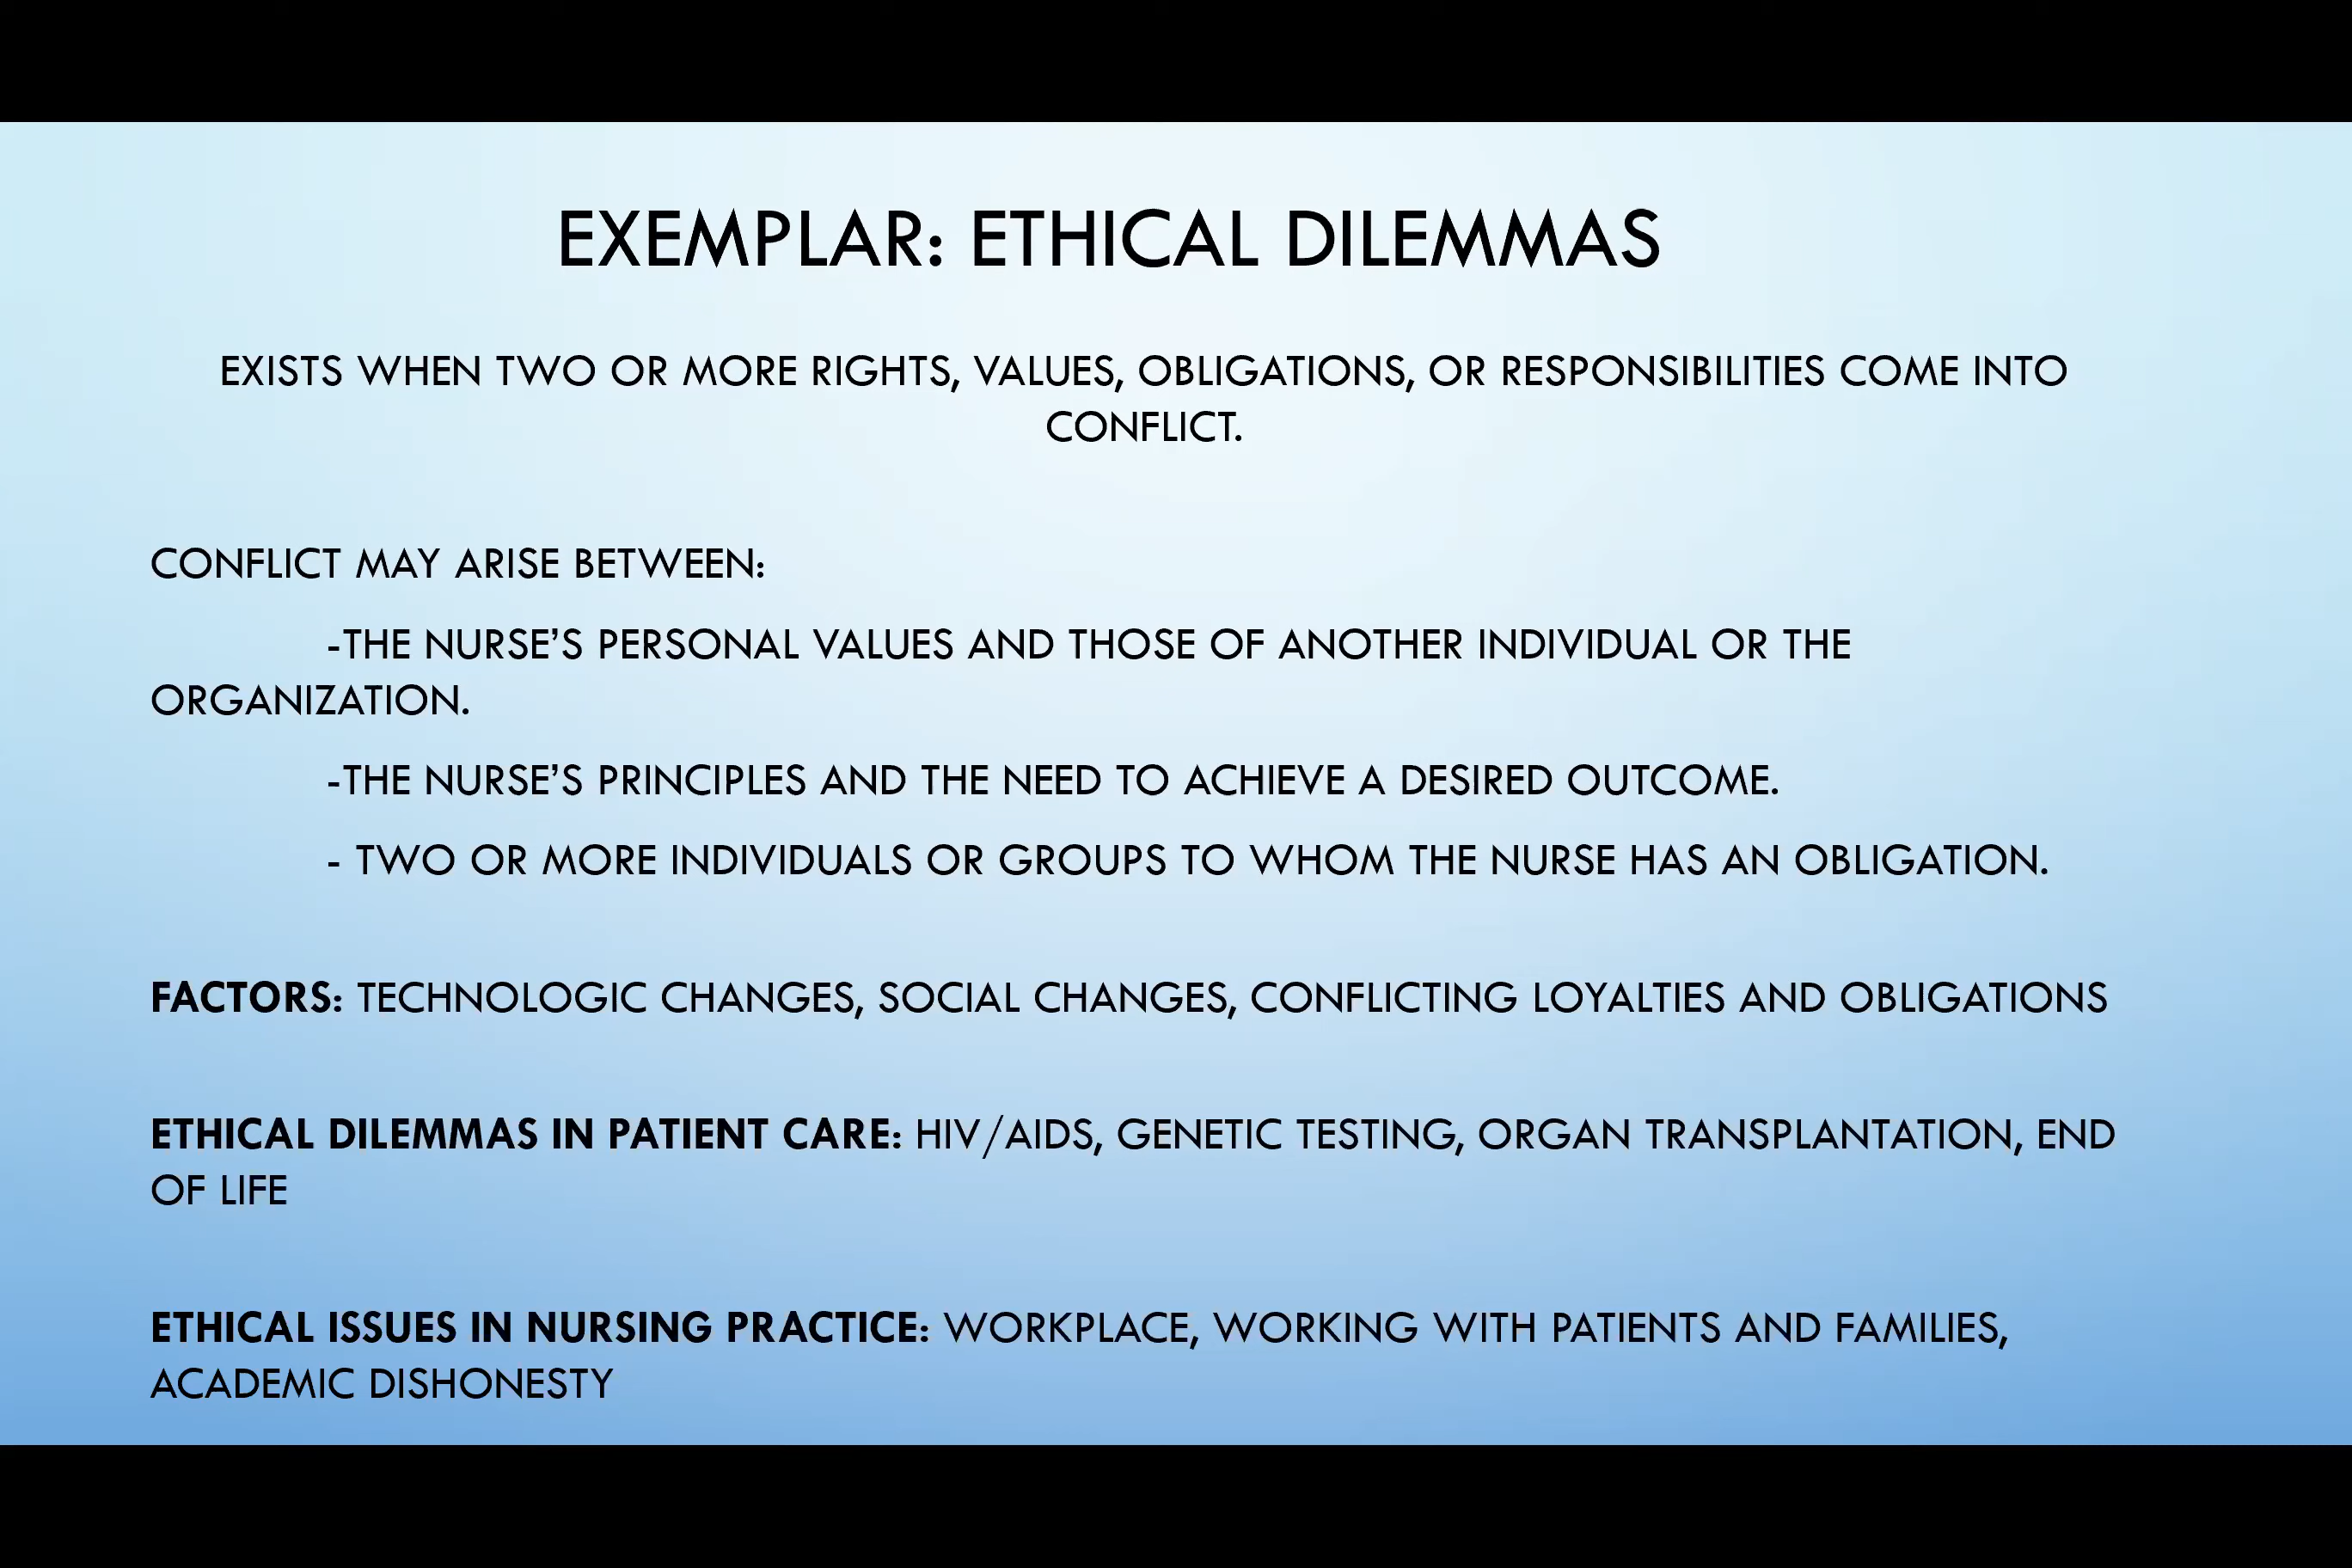 EXEMPLAR: ETHICAL DILEMMAS
EXISTS WHEN TWO OR MORE RIGHTS, VALUES, OBLIGATIONS, OR RESPONSIBILITIES COME INTO
CONFLICT.
CONFLICT MAY ARISE BETWEEN:
-THE NURSE’S PERSONAL VALUES AND THOSE OF ANOTHER INDIVIDUAL OR THE
ORGANIZATION.
-THE NURSE’S PRINCIPLES AND THE NEED TO ACHIEVE A DESIRED OUTCOME.
- TWO OR MORE INDIVIDUALS OR GROUPS TO WHOM THE NURSE HAS AN OBLIGATION.
FACTORS: TECHNOLOGIC CHANGES, SOCIAL CHANGES, CONFLICTING LOYALTIES AND OBLIGATIONS
ETHICAL DILEMMAS IN PATIENT CARE: HIV/AIDS, GENETIC TESTING, ORGAN TRANSPLANTATION, END
OF LIFE
ETHICAL ISSUES IN NURSING PRACTICE: WORKPLACE, WORKING WITH PATIENTS AND FAMILIES,
ACADEMIC DISHONESTY